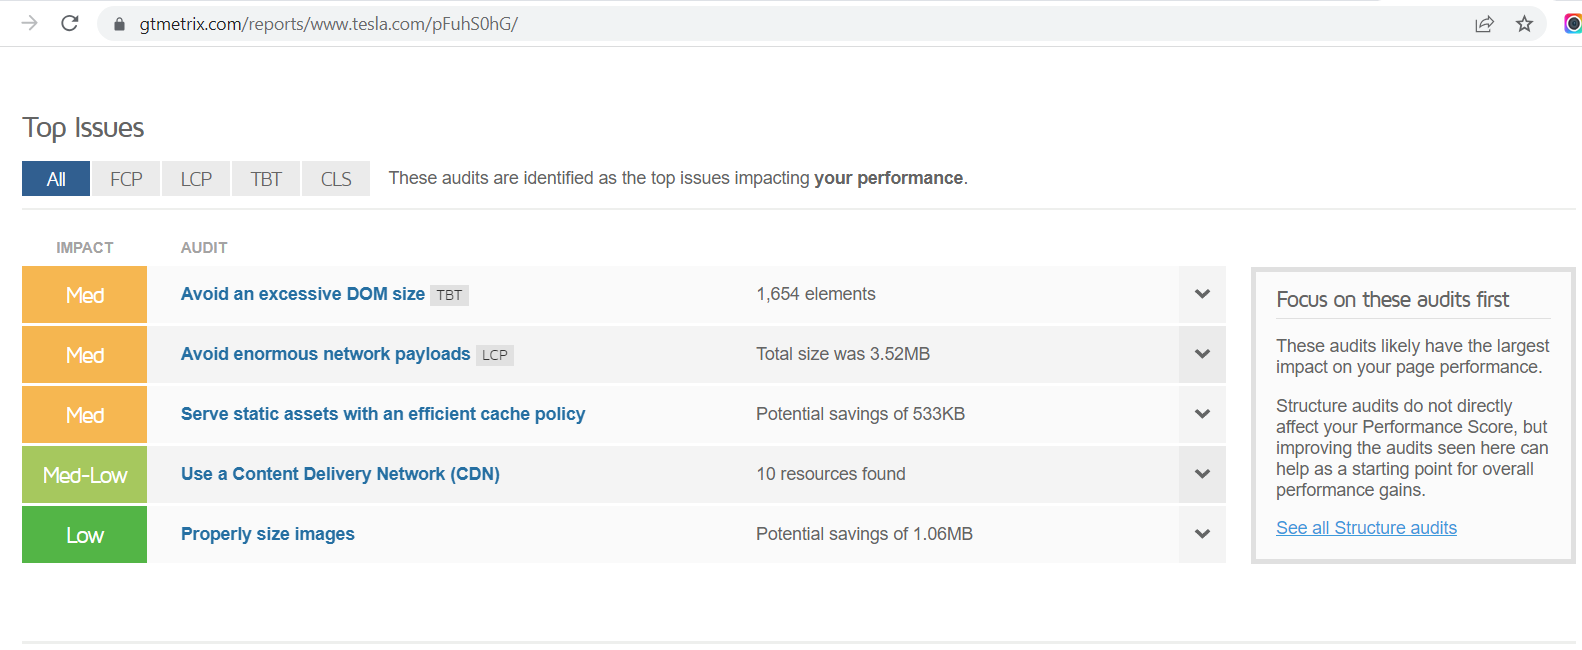 gtmetrix.com/reports/www.tesla.com/pFuhS0hG/
Top Issues
All FCP LCP TBT CLS These audits are identified as the top issues impacting your performance.
IMPACT AUDIT
Med Avoid an excessive DOM size TBT 1,654 elements
Med Avoid enormous network payloads LCP Total size was 3.52MB
Med Serve static assets with an efficient cache policy Potential savings of 533KB
Med-Low Use a Content Delivery Network (CDN) 10 resources found
Low Properly size images Potential savings of 1.06MB
Focus on these audits first
These audits likely have the largest
impact on your page performance.
Structure audits do not directly
affect your Performance Score, but
improving the audits seen here can
help as a starting point for overall
performance gains.
See all Structure audits